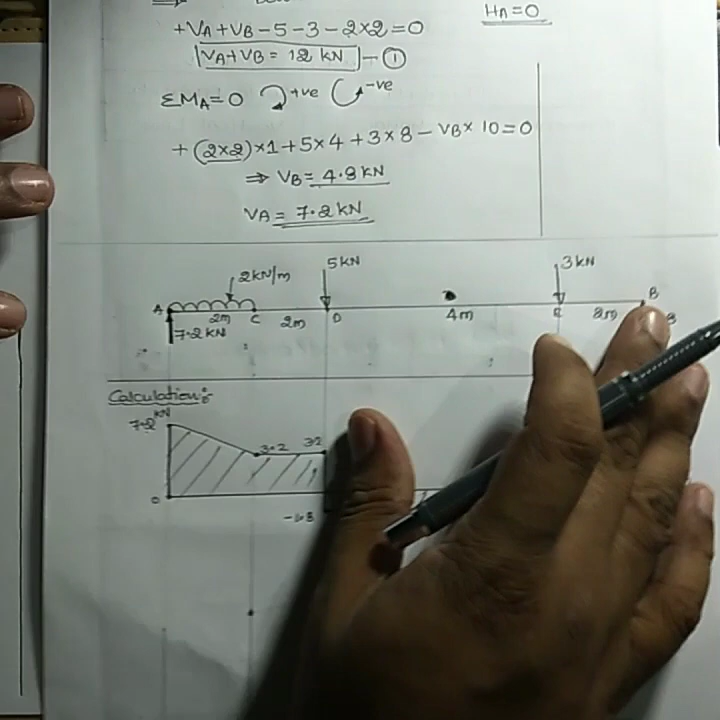 HA=0
+VA+VB-5-3-2×2=0
VA+VB= 12 kN -①
ΣMA=0 +ve -ve
+(2×2)×1+5×4+3×8-VB×10=0
⇒ VB= 4.8 kN
VA= 7.2 kN
2kN/m 5KN 3kN
A C D E B
2m 2m 4m 2m
7.2 KN
Calculation:-
7.2 kN
3.2 3.2
0
-1.8